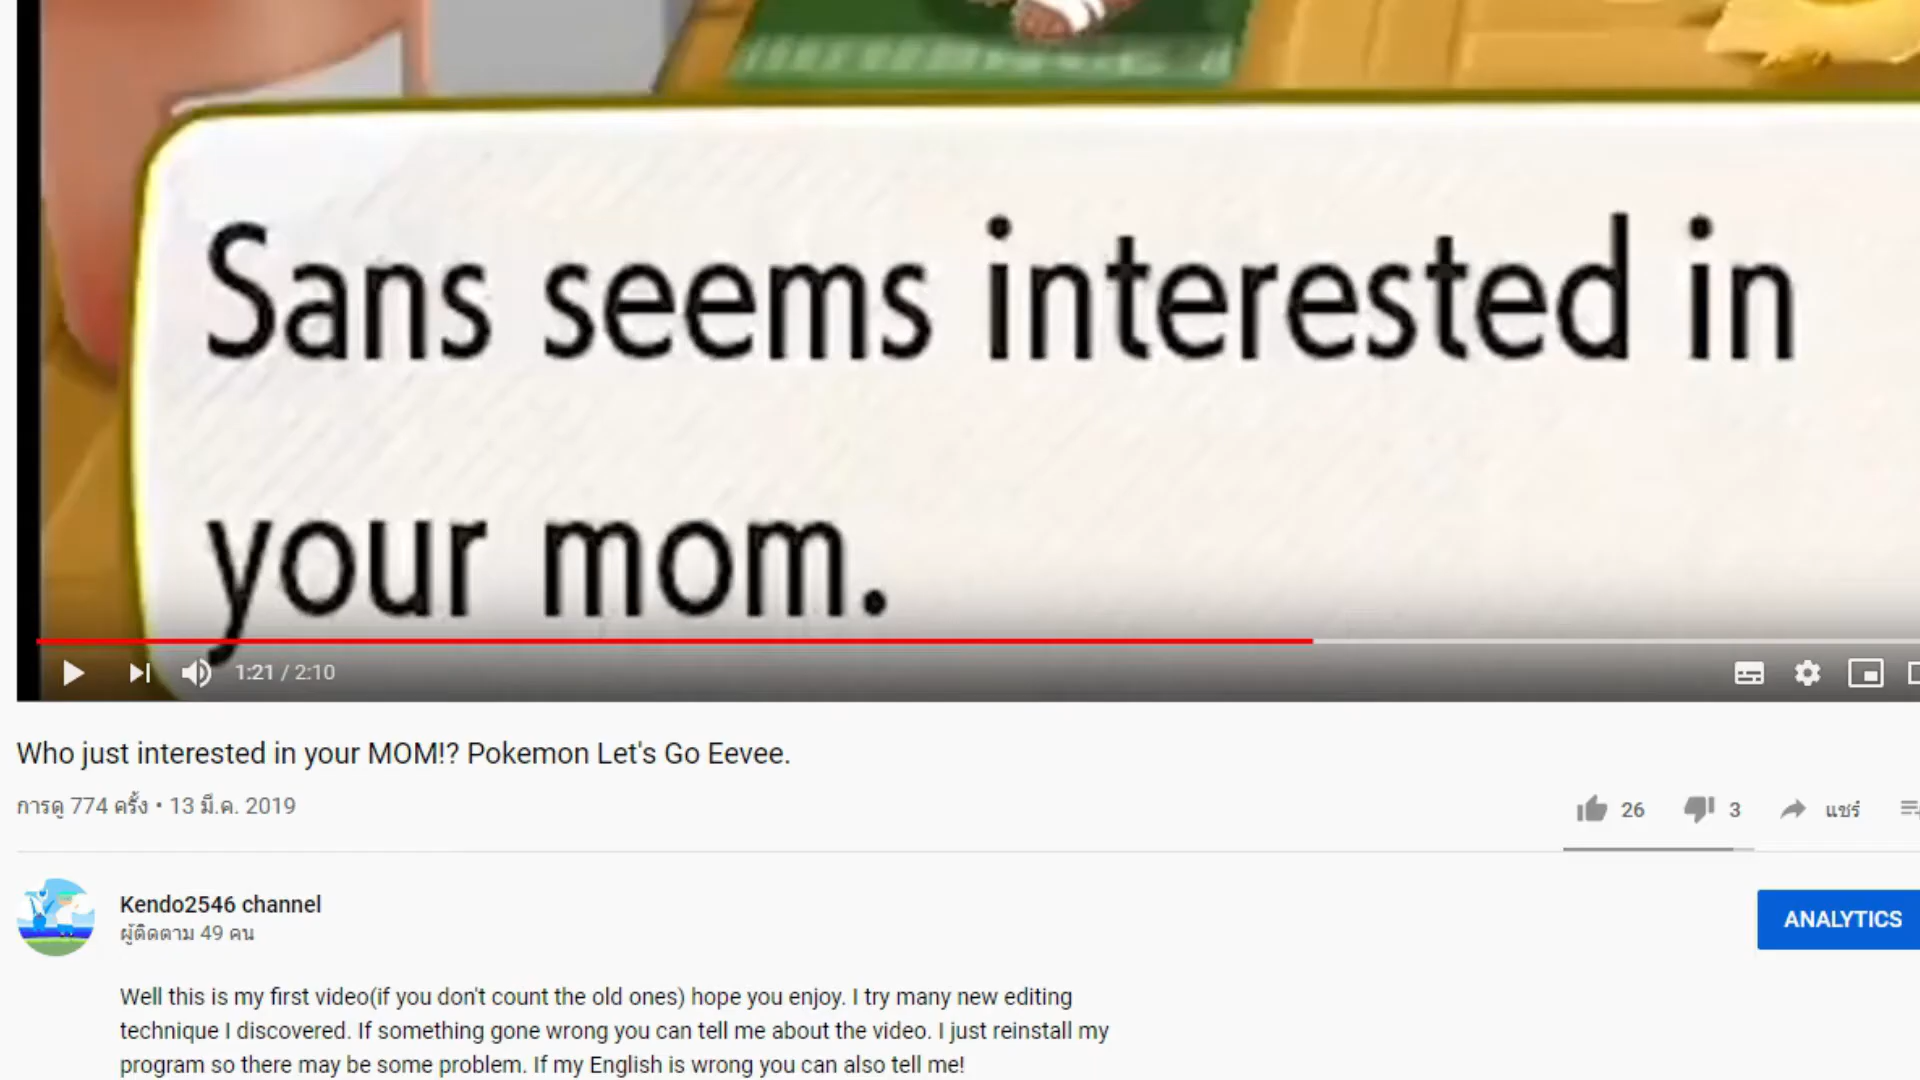 Sans seems interested in
your mom.
1:21 / 2:10
Who just interested in your MOM!? Pokemon Let's Go Eevee.
การดู 774 ครั้ง • 13 มี.ค. 2019
26 3 แชร์
Kendo2546 channel
ผู้ติดตาม 49 คน
ANALYTICS
Well this is my first video(if you don't count the old ones) hope you enjoy. I try many new editing
technique I discovered. If something gone wrong you can tell me about the video. I just reinstall my
program so there may be some problem. If my English is wrong you can also tell me!